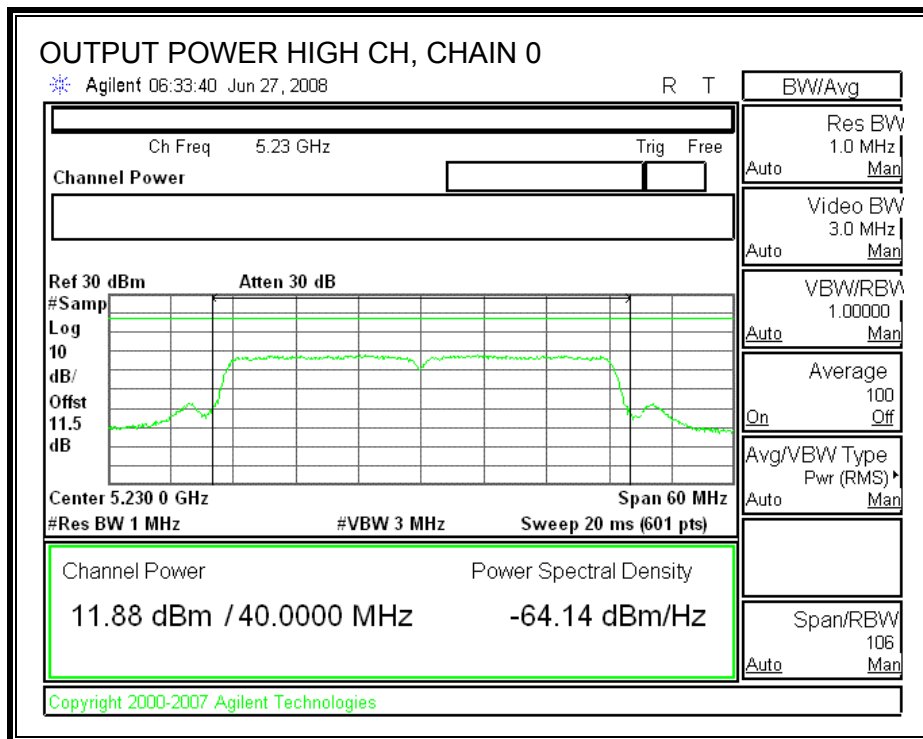 OUTPUT POWER HIGH CH, CHAIN 0
Agilent 06:33:40 Jun 27, 2008 R T
BW/Avg
Ch Freq 5.23 GHz Trig Free
Channel Power
Res BW
1.0 MHz
Auto Man
Video BW
3.0 MHz
Auto Man
Ref 30 dBm Atten 30 dB
#Samp
Log
10
dB/
Offst
11.5
dB
VBW/RBW
1.00000
Auto Man
Average
100
On Off
Avg/VBW Type
Pwr (RMS)
Auto Man
Center 5.230 0 GHz Span 60 MHz
#Res BW 1 MHz #VBW 3 MHz Sweep 20 ms (601 pts)
Channel Power Power Spectral Density
11.88 dBm / 40.0000 MHz -64.14 dBm/Hz
Span/RBW
106
Auto Man
Copyright 2000-2007 Agilent Technologies